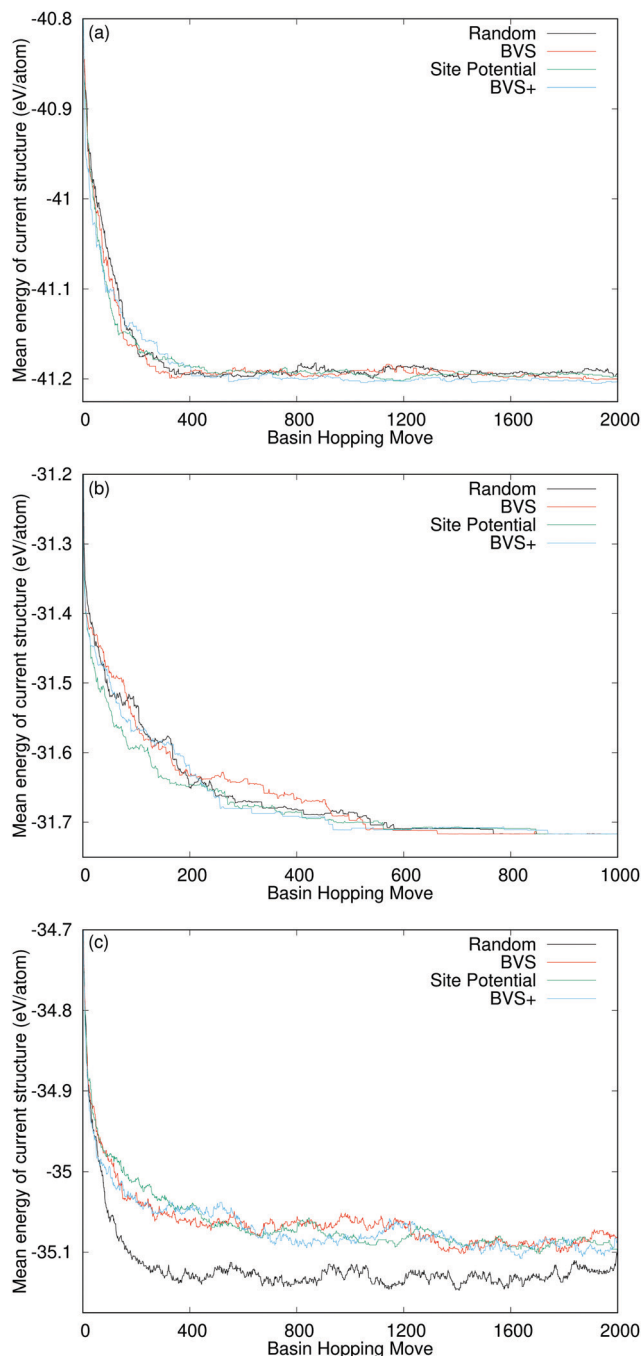 (a)
Random
BVS
Site Potential
BVS+
Mean energy of current structure (eV/atom)
-40.8
-40.9
-41
-41.1
-41.2
0 400 800 1200 1600 2000
Basin Hopping Move
(b)
Random
BVS
Site Potential
BVS+
Mean energy of current structure (eV/atom)
-31.2
-31.3
-31.4
-31.5
-31.6
-31.7
0 200 400 600 800 1000
Basin Hopping Move
(c)
Random
BVS
Site Potential
BVS+
Mean energy of current structure (eV/atom)
-34.7
-34.8
-34.9
-35
-35.1
0 400 800 1200 1600 2000
Basin Hopping Move